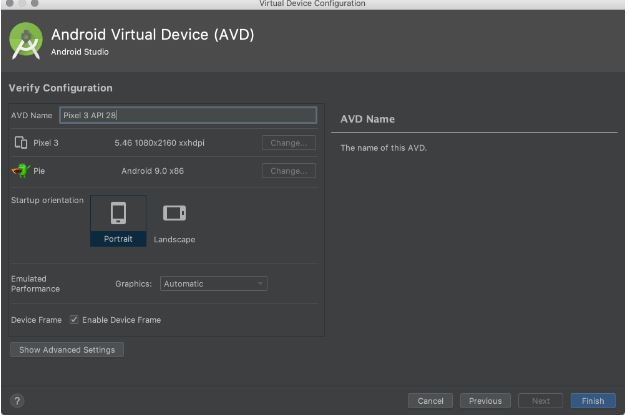 Virtual Device Configuration
Android Virtual Device (AVD)
Android Studio
Verify Configuration
AVD Name Pixel 3 API 28
Pixel 3 5.46 1080x2160 xxhdpi Change...
Pie Android 9.0 x86 Change...
Startup orientation
Portrait
Landscape
Emulated
Performance
Graphics: Automatic
Device Frame Enable Device Frame
Show Advanced Settings
AVD Name
The name of this AVD.
? Cancel Previous Next Finish